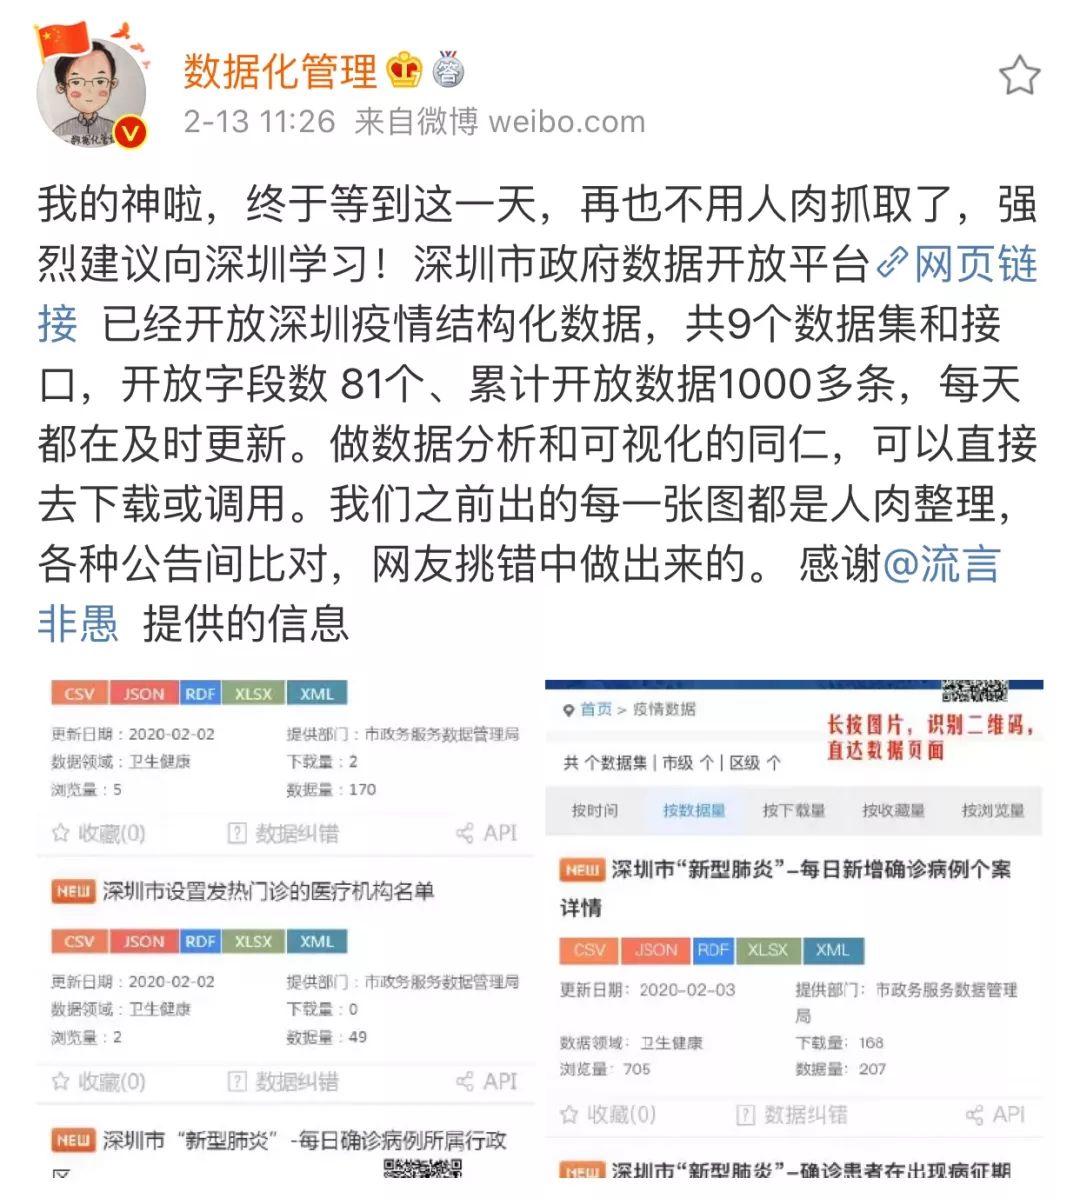 数据化管理
2-13 11:26 来自微博 weibo.com
我的神啦，终于等到这一天，再也不用人肉抓取了，强
烈建议向深圳学习！深圳市政府数据开放平台网页链
接 已经开放深圳疫情结构化数据，共9个数据集和接
口，开放字段数 81个、累计开放数据1000多条，每天
都在及时更新。做数据分析和可视化的同仁，可以直接
去下载或调用。我们之前出的每一张图都是人肉整理，
各种公告间比对，网友挑错中做出来的。 感谢@流言
非愚 提供的信息
CSV JSON RDF XLSX XML
更新日期：2020-02-02 提供部门：市政务服务数据管理局
数据领域：卫生健康 下载量：2
浏览量：5 数据量：170
收藏(0) 数据纠错 API
NEW 深圳市设置发热门诊的医疗机构名单
CSV JSON RDF XLSX XML
更新日期：2020-02-02 提供部门：市政务服务数据管理局
数据领域：卫生健康 下载量：0
浏览量：2 数据量：49
收藏(0) 数据纠错 API
NEW 深圳市“新型肺炎”-每日确诊病例所属行政
首页 > 疫情数据
长按图片，识别二维码，
直达数据页面
共 个数据集 | 市级 个 | 区级 个
按时间 按数据量 按下载量 按收藏量 按浏览量
NEW 深圳市“新型肺炎”-每日新增确诊病例个案
详情
CSV JSON RDF XLSX XML
更新日期：2020-02-03 提供部门：市政务服务数据管理
局
数据领域：卫生健康 下载量：168
浏览量：705 数据量：207
收藏(0) 数据纠错 API
NEW 深圳市“新型肺炎”-确诊患者在出现病征期